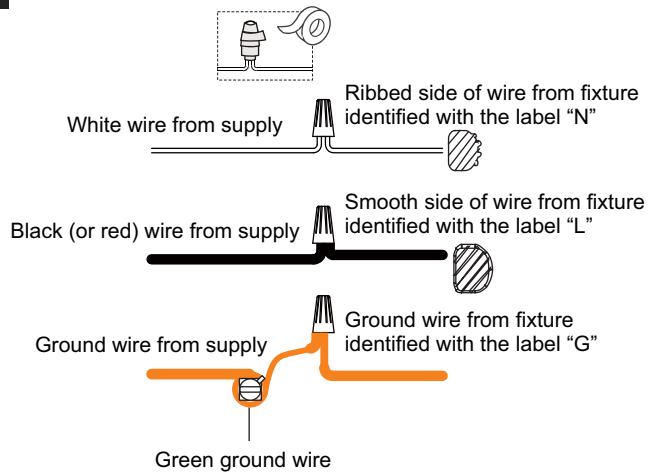 Ribbed side of wire from fixture
identified with the label “N”
White wire from supply
Smooth side of wire from fixture
identified with the label “L”
Black (or red) wire from supply
Ground wire from fixture
identified with the label “G”
Ground wire from supply
Green ground wire